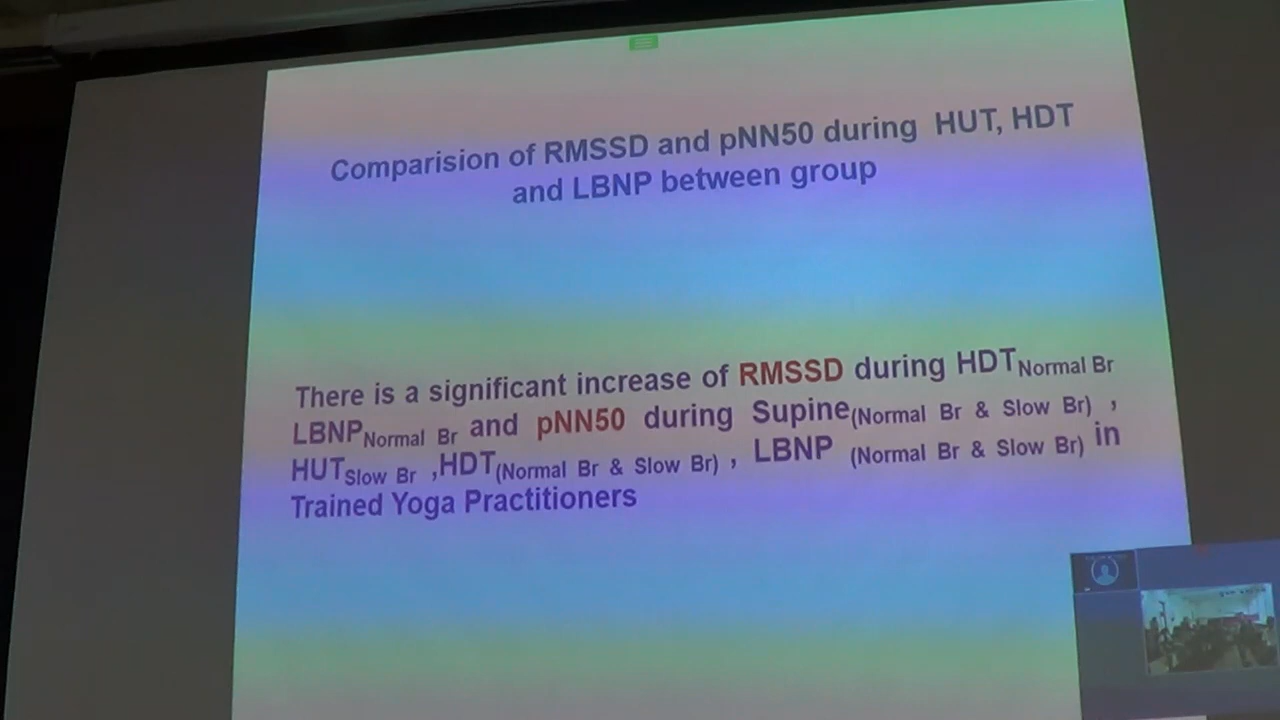 Comparision of RMSSD and pNN50 during HUT, HDT
and LBNP between group
There is a significant increase of RMSSD during HDT Normal Br
LBNP Normal Br and pNN50 during Supine (Normal Br & Slow Br) ,
HUT Slow Br ,HDT (Normal Br & Slow Br) , LBNP (Normal Br & Slow Br) in
Trained Yoga Practitioners